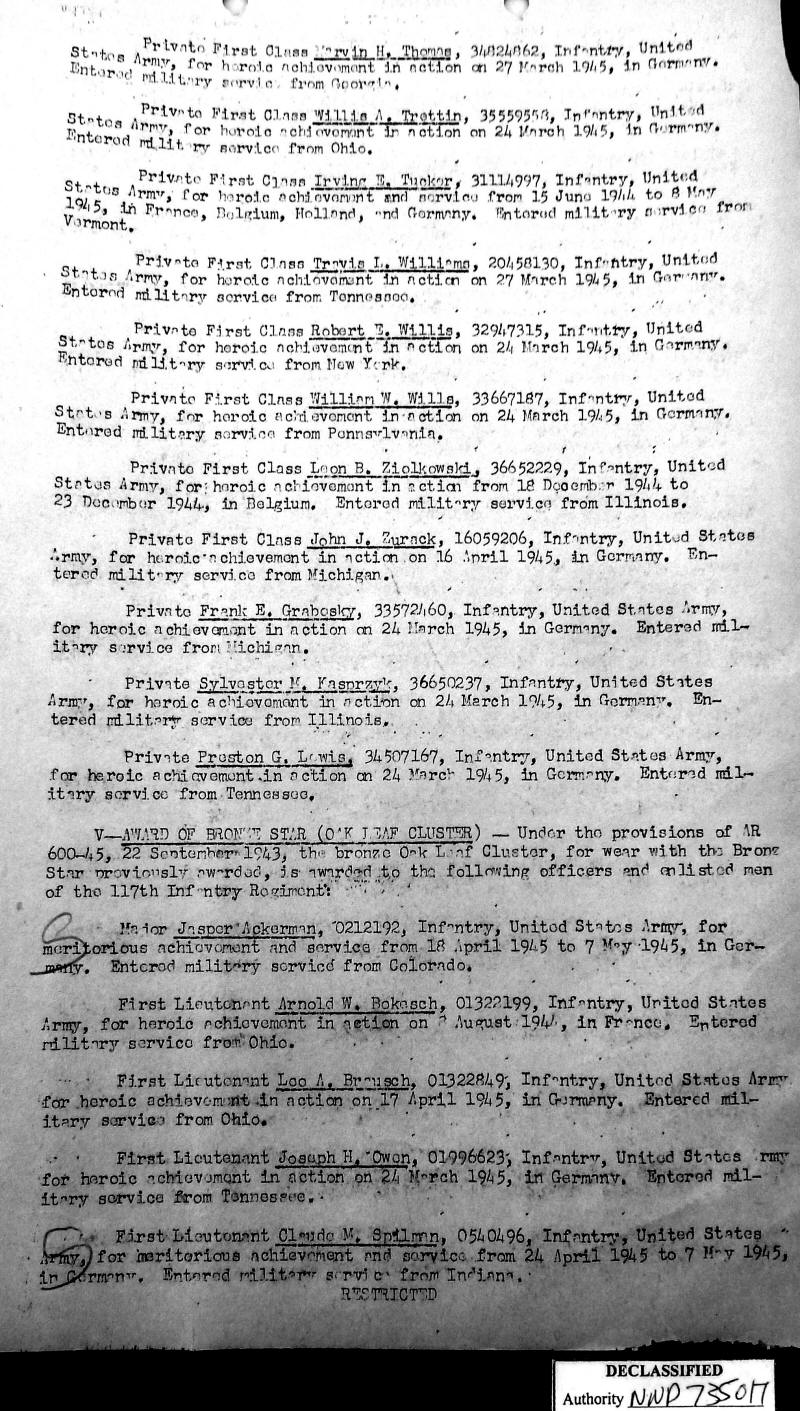 Private First Class Marvin H. Thomas, 34824862, Infantry, United
States Army, for heroic achievement in action on 27 March 1945, in Germany.
Entered military service from Georgia.
Private First Class Willis A. Trettin, 35559558, Infantry, United
States Army, for heroic achievement in action on 24 March 1945, in Germany.
Entered military service from Ohio.
Private First Class Irving E. Tucker, 31114997, Infantry, United
States Army, for heroic achievement and service from 15 June 1944 to 8 May
1945, in France, Belgium, Holland, and Germany. Entered military service from
Vermont.
Private First Class Travis L. Williams, 20458130, Infantry, United
States Army, for heroic achievement in action on 27 March 1945, in Germany.
Entered military service from Tennessee.
Private First Class Robert E. Willis, 32947315, Infantry, United
States Army, for heroic achievement in action on 24 March 1945, in Germany.
Entered military service from New York.
Private First Class William W. Wills, 33667187, Infantry, United
States Army, for heroic achievement in action on 24 March 1945, in Germany.
Entered military service from Pennsylvania.
Private First Class Leon B. Ziolkowski, 36652229, Infantry, United
States Army, for heroic achievement in action from 18 December 1944 to
23 December 1944, in Belgium. Entered military service from Illinois.
Private First Class John J. Zurack, 16059206, Infantry, United States
Army, for heroic achievement in action on 16 April 1945, in Germany. En-
tered military service from Michigan.
Private Frank E. Grabosky, 33572460, Infantry, United States Army,
for heroic achievement in action on 24 March 1945, in Germany. Entered mil-
itary service from Michigan.
Private Sylvester M. Kasprzyk, 36650237, Infantry, United States
Army, for heroic achievement in action on 24 March 1945, in Germany. En-
tered military service from Illinois.
Private Preston G. Lewis, 34507167, Infantry, United States Army,
for heroic achievement in action on 24 March 1945, in Germany. Entered mil-
itary service from Tennessee.
V—AWARD OF BRONZE STAR (OAK LEAF CLUSTER) — Under the provisions of AR
600-45, 22 September 1943, the bronze Oak Leaf Cluster, for wear with the Bronze
Star previously awarded, is awarded to the following officers and enlisted men
of the 117th Infantry Regiment:
Major Jasper Ackerman, 0212192, Infantry, United States Army, for
meritorious achievement and service from 18 April 1945 to 7 May 1945, in Ger-
many. Entered military service from Colorado.
First Lieutenant Arnold W. Bokesch, 01322199, Infantry, United States
Army, for heroic achievement in action on August 1944, in France. Entered
military service from Ohio.
First Lieutenant Leo A. Brausch, 01322849, Infantry, United States Army
for heroic achievement in action on 17 April 1945, in Germany. Entered mil-
itary service from Ohio.
First Lieutenant Joseph H. Owen, 01996623, Infantry, United States Army
for heroic achievement in action on 24 March 1945, in Germany. Entered mil-
itary service from Tennessee.
First Lieutenant Claude M. Spilman, 0540496, Infantry, United States
Army, for meritorious achievement and service from 24 April 1945 to 7 May 1945,
in Germany. Entered military service from Indiana.
RESTRICTED
DECLASSIFIED
Authority NND 735017